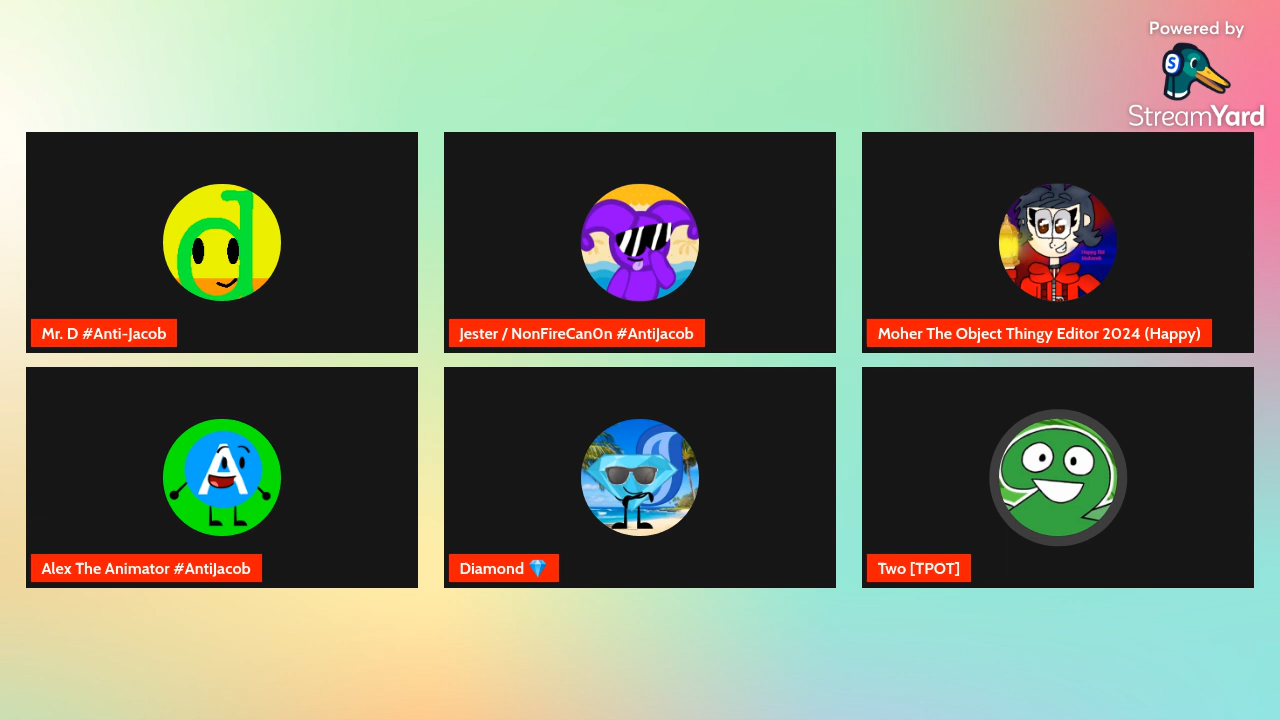 Powered by
S
StreamYard
Mr. D #Anti-Jacob
Jester / NonFireCan0n #AntiJacob
Moher The Object Thingy Editor 2024 (Happy)
A
Alex The Animator #AntiJacob
Diamond 💎
Two [TPOT]